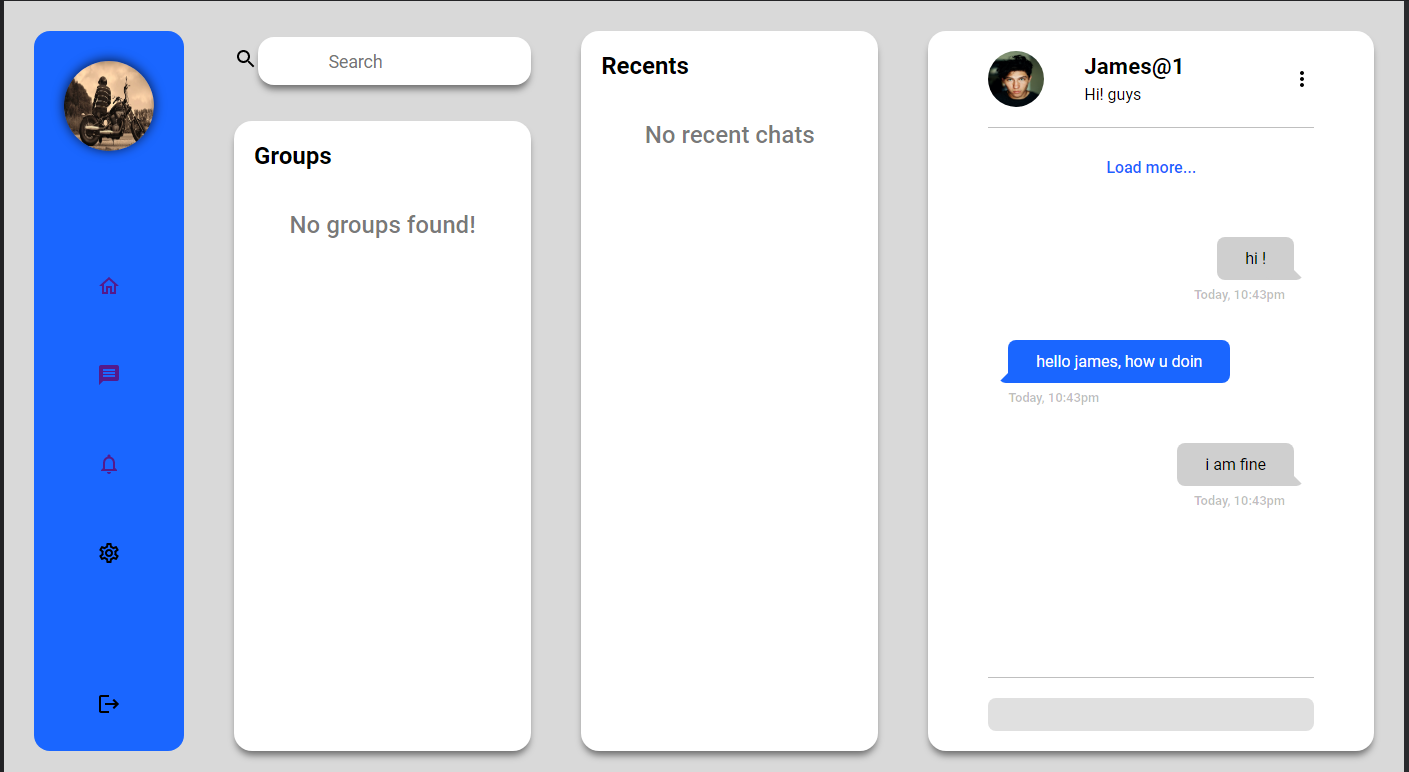 Search
Groups
No groups found!
Recents
No recent chats
James@1
Hi! guys
Load more...
hi !
Today, 10:43pm
hello james, how u doin
Today, 10:43pm
i am fine
Today, 10:43pm